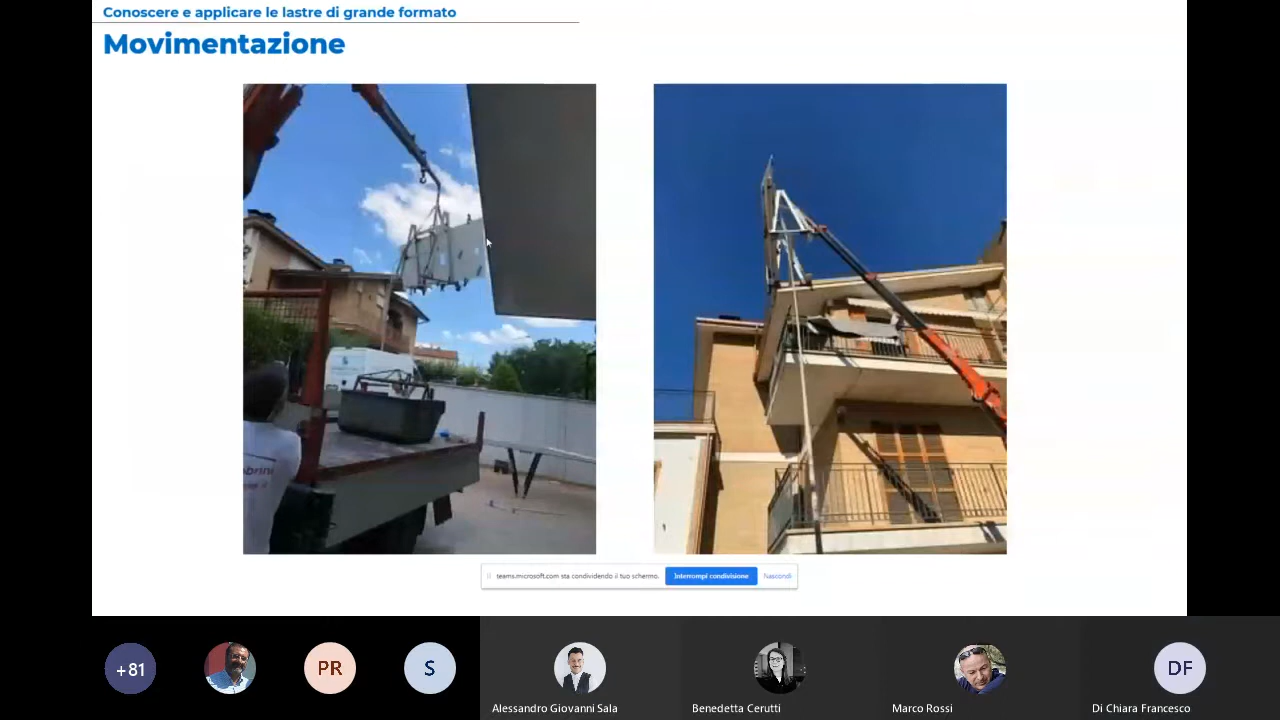 Conoscere e applicare le lastre di grande formato
Movimentazione
teams.microsoft.com sta condividendo il tuo schermo.
Interrompi condivisione
Nascondi
+81
PR
S
DF
Alessandro Giovanni Sala
Benedetta Cerutti
Marco Rossi
Di Chiara Francesco